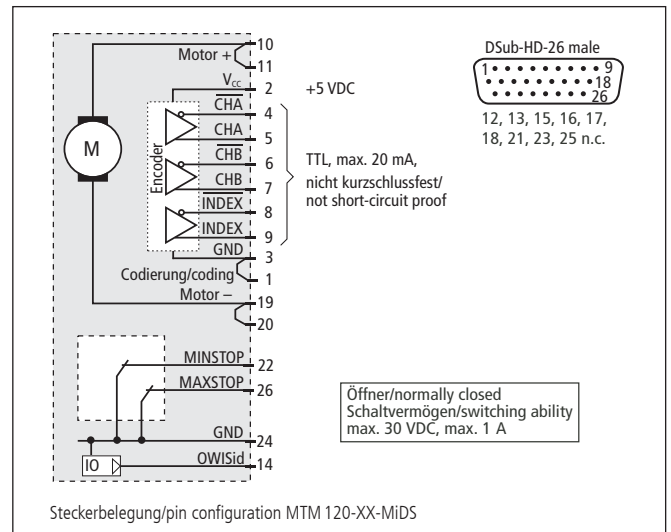 Motor +
10
11
V_CC
2
+5 VDC
C̅H̅A̅
4
CHA
5
C̅H̅B̅
6
CHB
7
I̅N̅D̅E̅X̅
8
INDEX
9
GND
3
Codierung/coding
1
Motor –
19
20
M
Encoder
TTL, max. 20 mA,
nicht kurzschlussfest/
not short-circuit proof
DSub-HD-26 male
1
9
18
26
12, 13, 15, 16, 17,
18, 21, 23, 25 n.c.
MINSTOP
22
MAXSTOP
26
GND
24
IO
OWISid
14
Öffner/normally closed
Schaltvermögen/switching ability
max. 30 VDC, max. 1 A
Steckerbelegung/pin configuration MTM 120-XX-MiDS